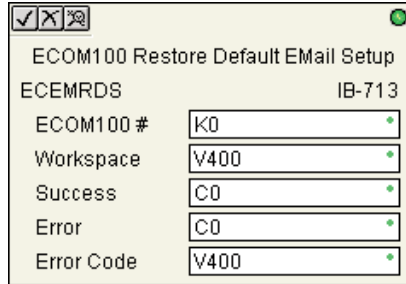 ECOM100 Restore Default EMail Setup
ECEMRDS IB-713
ECOM100 # K0
Workspace V400
Success C0
Error C0
Error Code V400